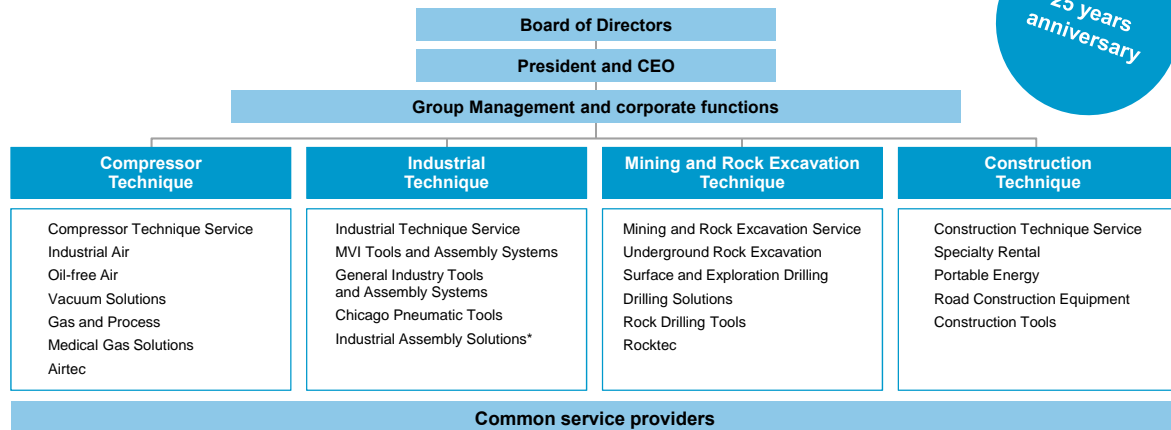 25 years
anniversary
Board of Directors
President and CEO
Group Management and corporate functions
Compressor
Technique
Industrial
Technique
Mining and Rock Excavation
Technique
Construction
Technique
Compressor Technique Service
Industrial Air
Oil-free Air
Vacuum Solutions
Gas and Process
Medical Gas Solutions
Airtec
Industrial Technique Service
MVI Tools and Assembly Systems
General Industry Tools
and Assembly Systems
Chicago Pneumatic Tools
Industrial Assembly Solutions*
Mining and Rock Excavation Service
Underground Rock Excavation
Surface and Exploration Drilling
Drilling Solutions
Rock Drilling Tools
Rocktec
Construction Technique Service
Specialty Rental
Portable Energy
Road Construction Equipment
Construction Tools
Common service providers